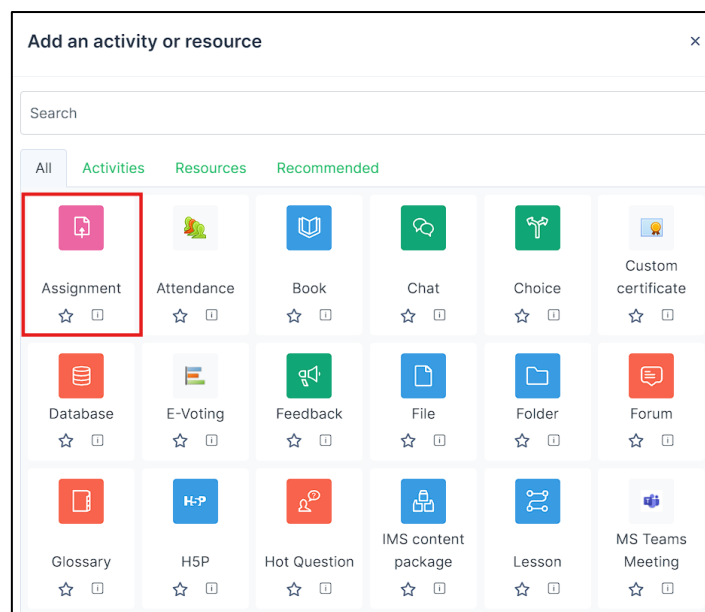 Add an activity or resource
Search
All Activities Resources Recommended
Assignment Attendance Book Chat Choice Custom certificate
Database E-Voting Feedback File Folder Forum
H-P
Glossary H5P Hot Question IMS content package Lesson MS Teams Meeting